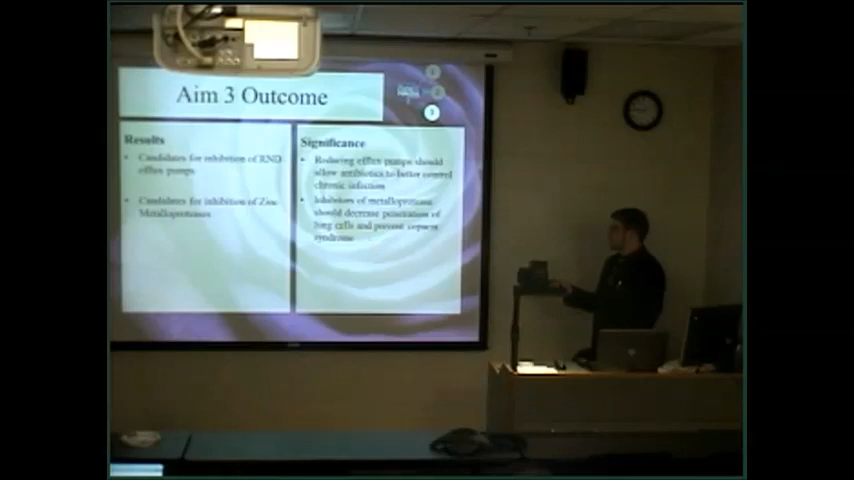 Aim 3 Outcome
Results
• Candidates for inhibition of RND
efflux pumps
• Candidates for inhibition of Zinc
Metalloproteases
Significance
• Reducing efflux pumps should
allow antibiotics to better control
chronic infection
• Inhibitors of metalloproteases
should decrease penetration of
lung cells and prevent
syndrome
3